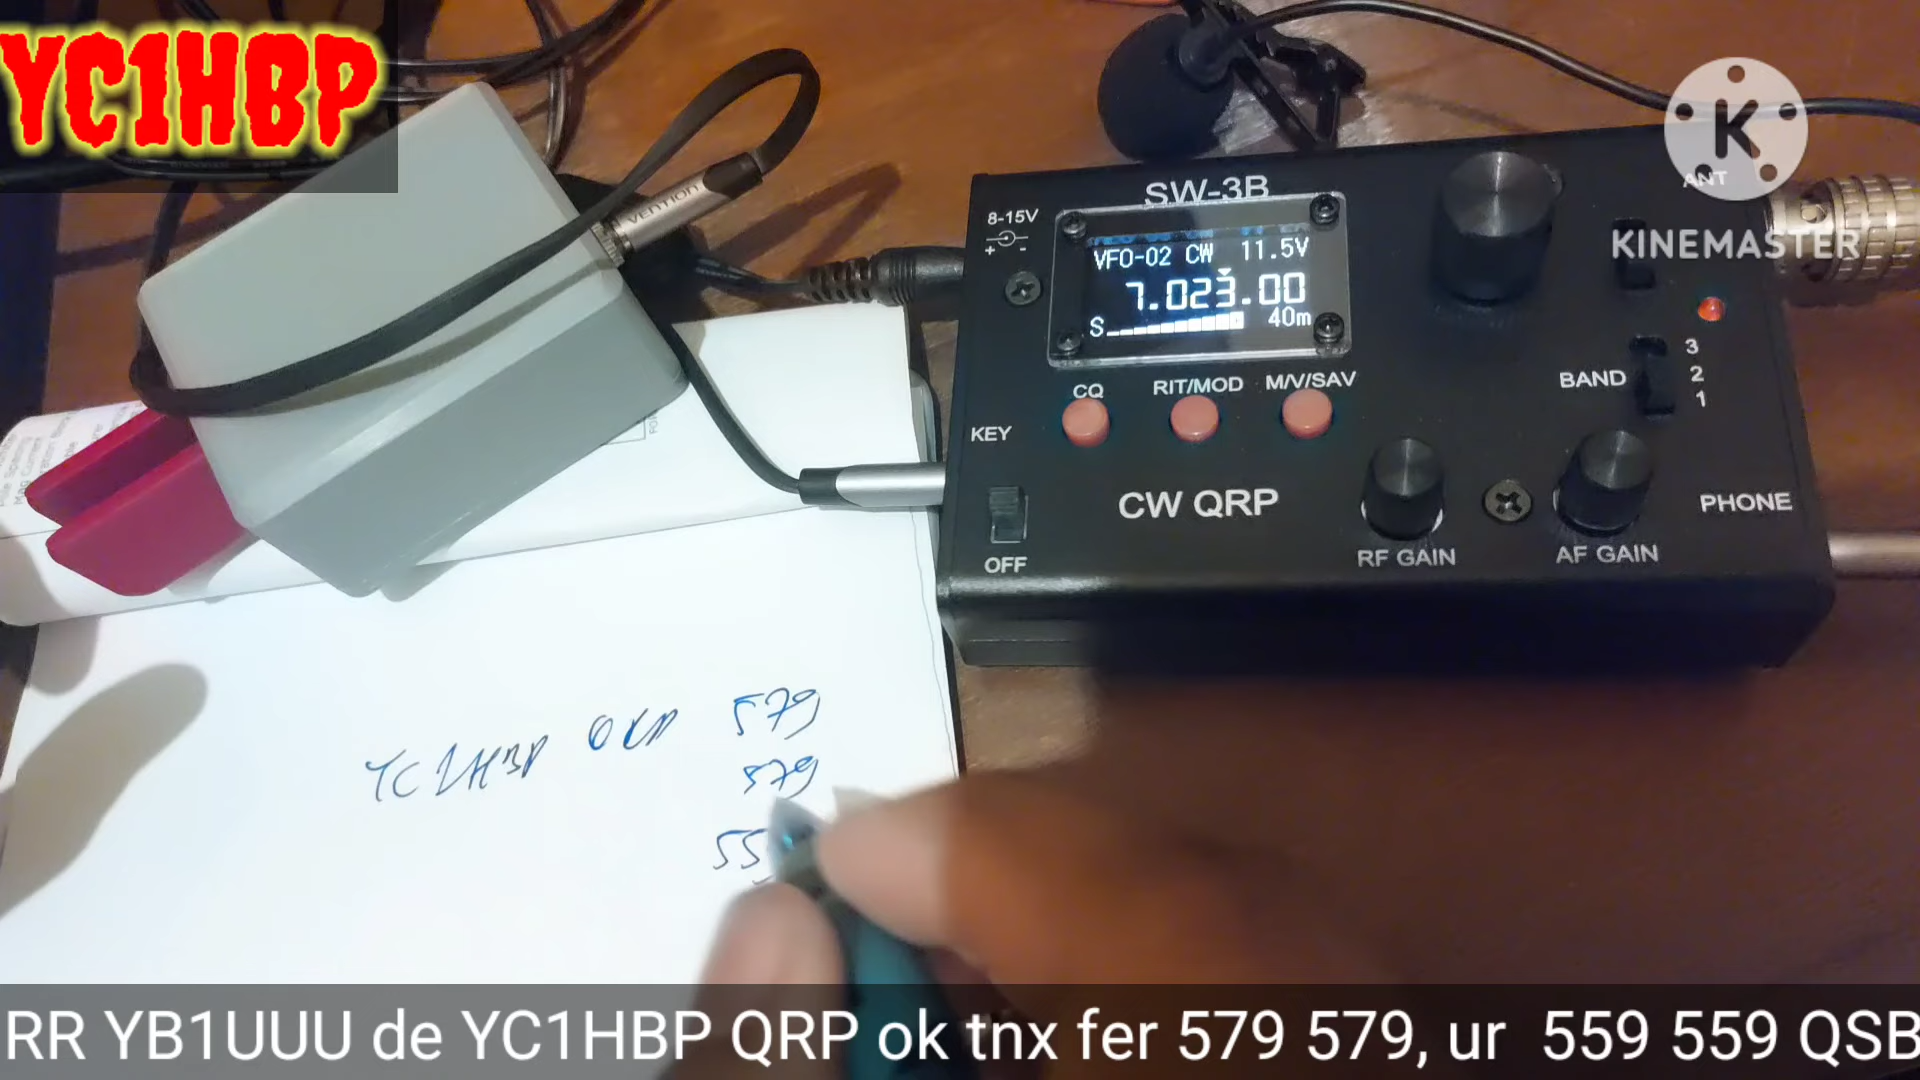 YC1HBP
K
KINEMASTER
ANT
SW-3B
8-15V
+ -
VFO-02 CW 11.5V
7.023.00
S 40m
CQ RIT/MOD M/V/SAV
KEY
BAND
3
2
1
CW QRP
OFF
RF GAIN
AF GAIN
PHONE
VENTION
YC1HBP QRP 579
579
55
RR YB1UUU de YC1HBP QRP ok tnx fer 579 579, ur 559 559 QSB